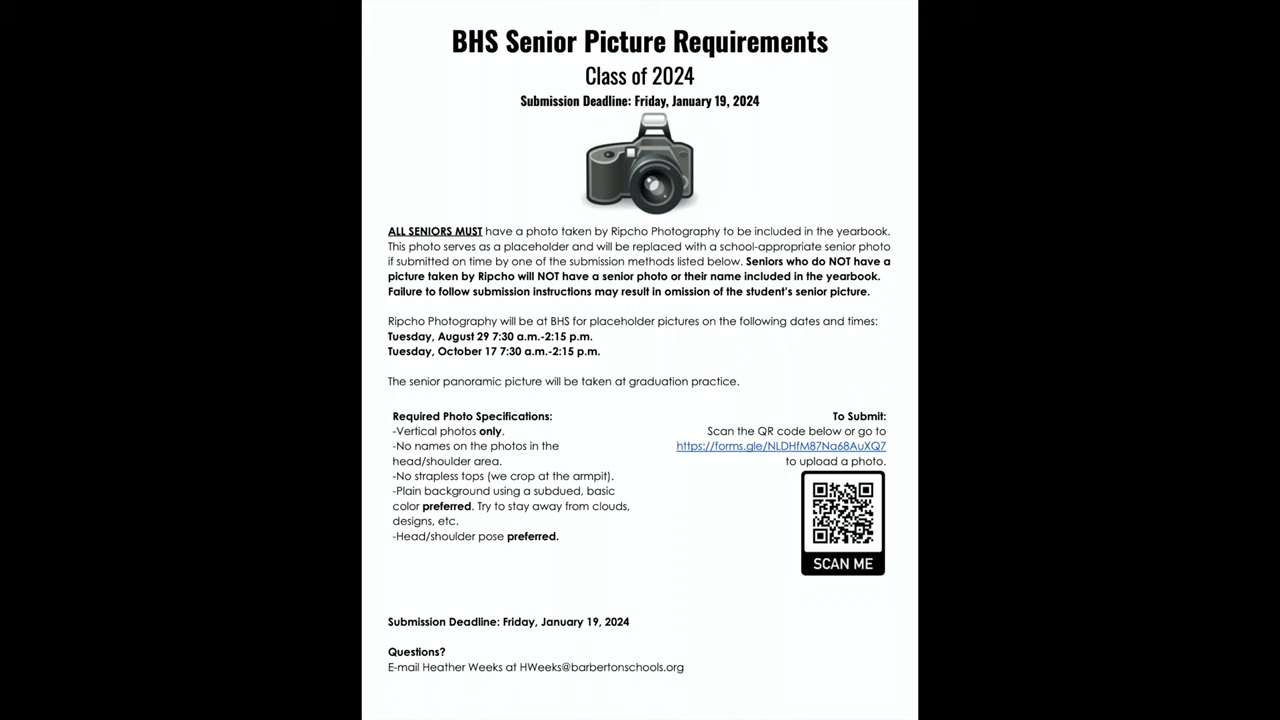 BHS Senior Picture Requirements
Class of 2024
Submission Deadline: Friday, January 19, 2024
ALL SENIORS MUST have a photo taken by Ripcho Photography to be included in the yearbook.
This photo serves as a placeholder and will be replaced with a school-appropriate senior photo
if submitted on time by one of the submission methods listed below. Seniors who do NOT have a
picture taken by Ripcho will NOT have a senior photo or their name included in the yearbook.
Failure to follow submission instructions may result in omission of the student's senior picture.
Ripcho Photography will be at BHS for placeholder pictures on the following dates and times:
Tuesday, August 29 7:30 a.m.-2:15 p.m.
Tuesday, October 17 7:30 a.m.-2:15 p.m.
The senior panoramic picture will be taken at graduation practice.
Required Photo Specifications:
-Vertical photos only.
-No names on the photos in the
head/shoulder area.
-No strapless tops (we crop at the armpit).
-Plain background using a subdued, basic
color preferred. Try to stay away from clouds,
designs, etc.
-Head/shoulder pose preferred.
To Submit:
Scan the QR code below or go to
https://forms.gle/NLDHfM87Na68AuXQ7
to upload a photo.
SCAN ME
Submission Deadline: Friday, January 19, 2024
Questions?
E-mail Heather Weeks at HWeeks@barbertonschools.org